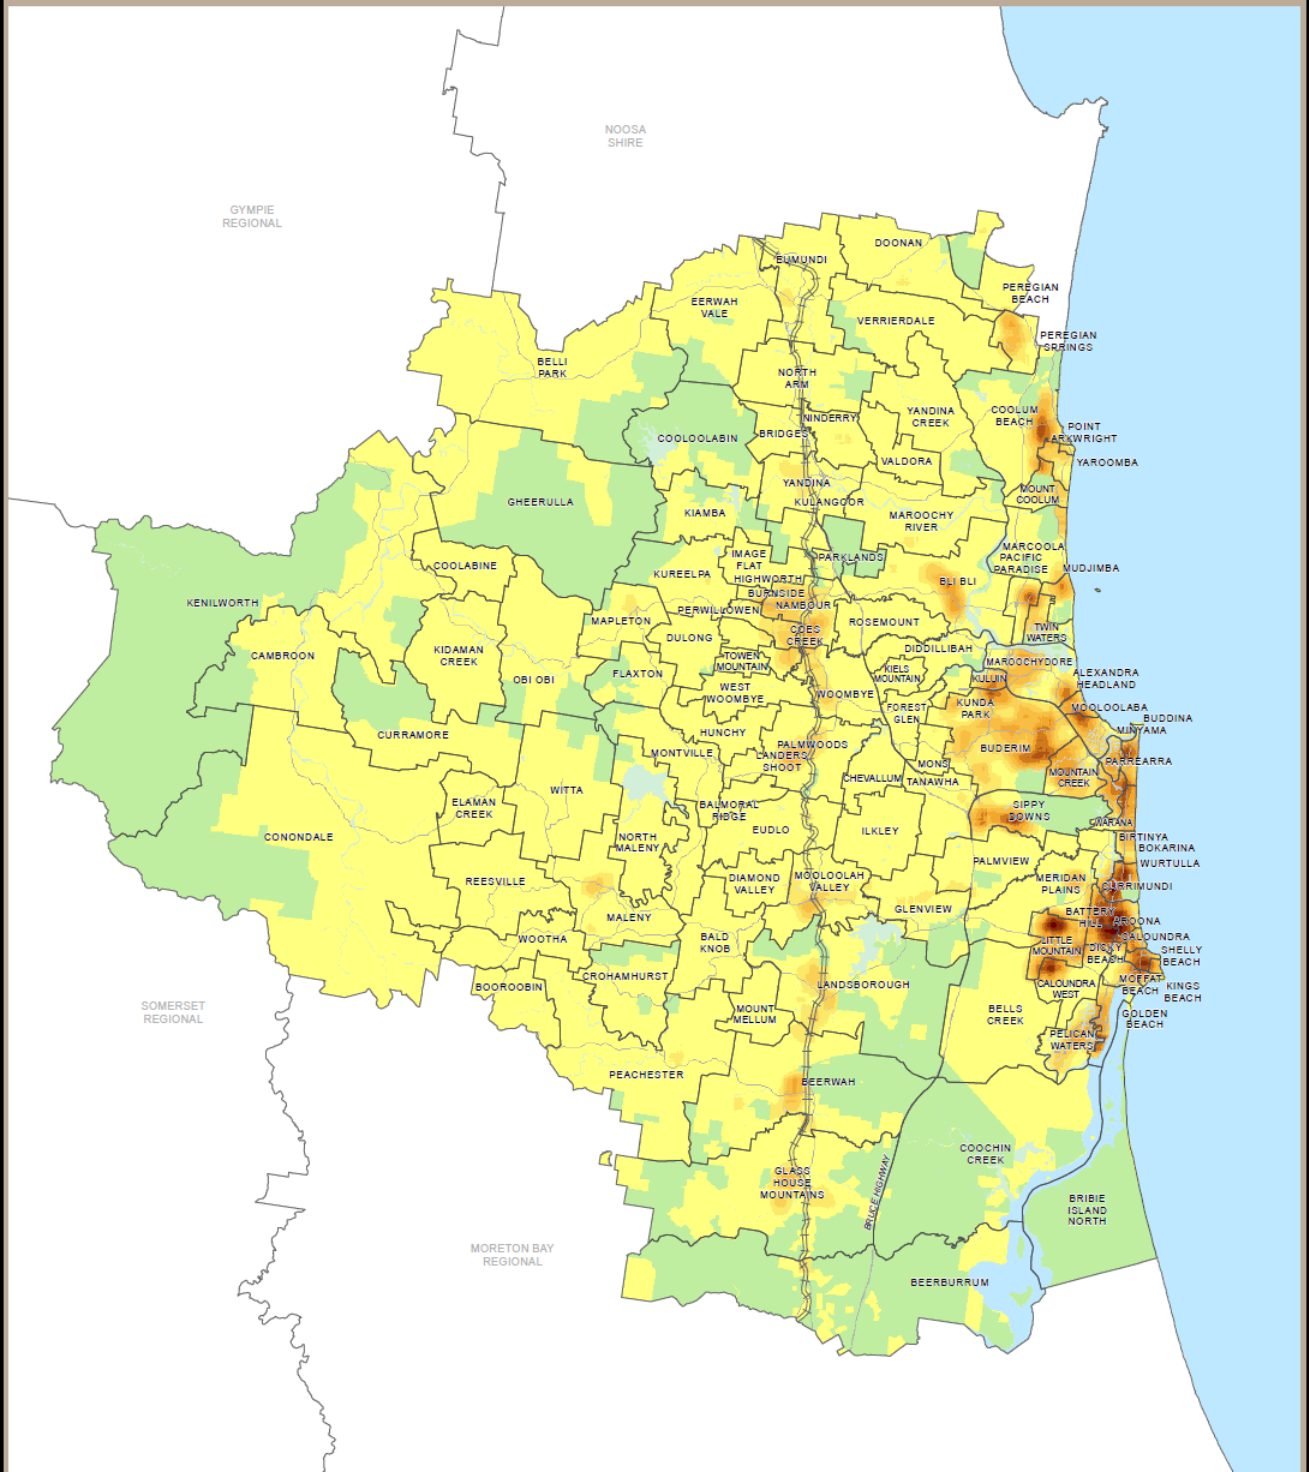 NOOSA
SHIRE
GYMPIE
REGIONAL
DOONAN
EUMUNDI
PEREGIAN
BEACH
EERWAH
VALE
VERRIERDALE
PEREGIAN
SPRINGS
BELLI
PARK
NORTH
ARM
YANDINA
CREEK
COOLUM
BEACH
NINDERRY
BRIDGES
COOLOOLABIN
POINT
ARKWRIGHT
VALDORA
YAROOMBA
YANDINA
MOUNT
COOLUM
GHEERULLA
KULANGOOR
KIAMBA
MAROOCHY
RIVER
MARCOOLA
IMAGE
FLAT
PARKLANDS
PACIFIC
PARADISE
MUDJIMBA
COOLABINE
KUREELPA
HIGHWORTH
BLI BLI
BURNSIDE
KENILWORTH
NAMBOUR
PERWILLOWEN
MAPLETON
ROSEMOUNT
COES
CREEK
TWIN
WATERS
DULONG
DIDDILLIBAH
CAMBROON
KIDAMAN
CREEK
TOWEN
MOUNTAIN
MAROOCHYDORE
KIELS
MOUNTAIN
KULUIN
ALEXANDRA
HEADLAND
OBI OBI
FLAXTON
WEST
WOOMBYE
WOOMBYE
FOREST
GLEN
KUNDA
PARK
MOOLOOLABA
BUDDINA
MINYAMA
CURRAMORE
HUNCHY
MONTVILLE
PALMWOODS
LANDERS
SHOOT
BUDERIM
PARREARRA
MONS
MOUNTAIN
CREEK
CHEVALLUM
TANAWHA
WITTA
ELAMAN
CREEK
BALMORAL
RIDGE
SIPPY
DOWNS
WARANA
CONONDALE
NORTH
MALENY
EUDLO
ILKLEY
BIRTINYA
BOKARINA
PALMVIEW
WURTULLA
REESVILLE
DIAMOND
VALLEY
MOOLOOLAH
VALLEY
MERIDAN
PLAINS
CURRIMUNDI
MALENY
GLENVIEW
BATTERY
HILL
AROONA
WOOTHA
BALD
KNOB
LITTLE
MOUNTAIN
DICKY
BEACH
CALOUNDRA
SHELLY
BEACH
CROHAMHURST
BOOROOBIN
LANDSBOROUGH
CALOUNDRA
WEST
MOFFAT
BEACH
KINGS
BEACH
SOMERSET
REGIONAL
MOUNT
MELLUM
BELLS
CREEK
GOLDEN
BEACH
PELICAN
WATERS
PEACHESTER
BEERWAH
COOCHIN
CREEK
GLASS
HOUSE
MOUNTAINS
BRUCE HIGHWAY
BRIBIE
ISLAND
NORTH
MORETON BAY
REGIONAL
BEERBURRUM